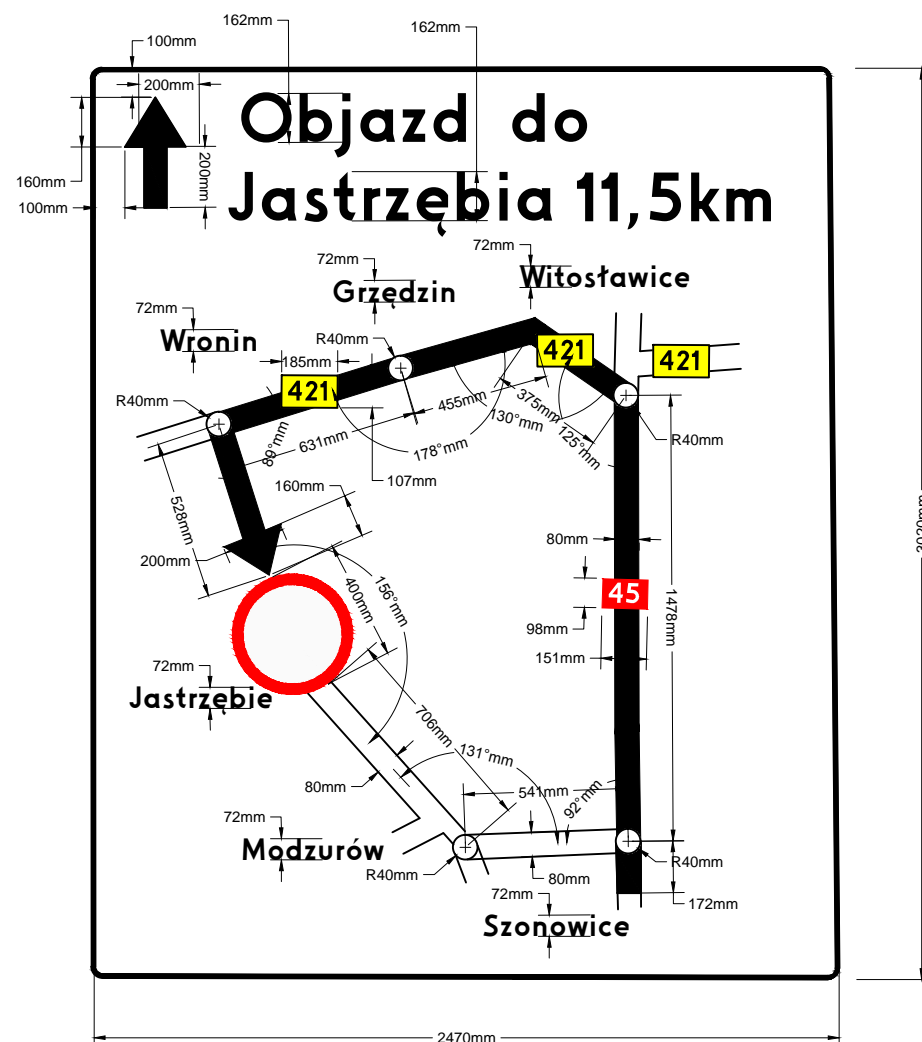 162mm
162mm
100mm
200mm
Objazd do
160mm
200mm
100mm
Jastrzębia 11,5km
72mm
72mm
Witosławice
Grzędzin
72mm
Wronin
R40mm
185mm
421
421
421
R40mm
455mm
375mm
130°mm
125°mm
R40mm
631mm
89°mm
178°mm
107mm
528mm
160mm
80mm
200mm
156°mm
400mm
45
1478mm
98mm
151mm
72mm
Jastrzębie
706mm
131°mm
80mm
541mm
92°mm
72mm
Modzurów
R40mm
R40mm
80mm
72mm
172mm
Szonowice
3020mm
2470mm